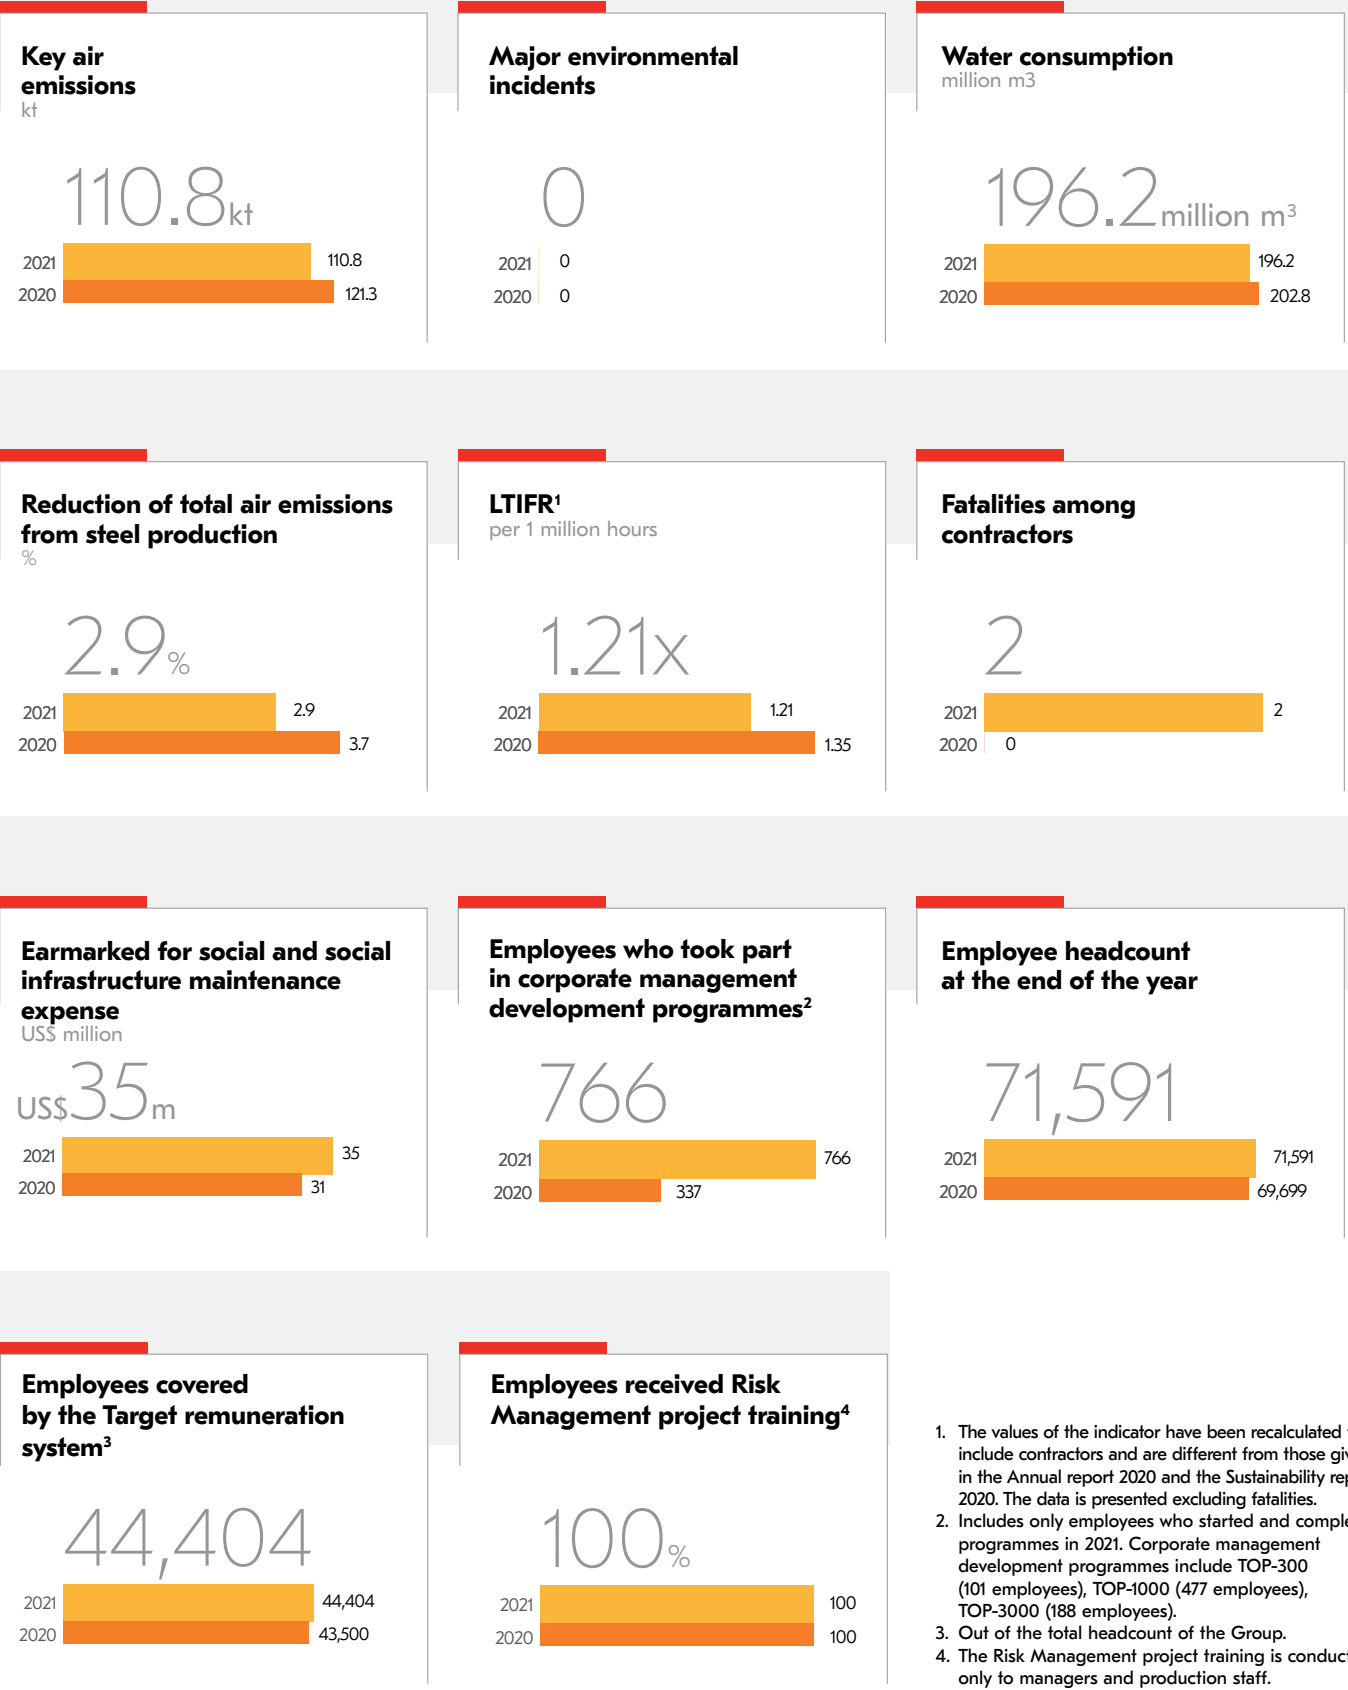 Key air
emissions
kt
110.8kt
2021 110.8
2020 121.3
Major environmental
incidents
0
2021 0
2020 0
Water consumption
million m3
196.2million m³
2021 196.2
2020 202.8
Reduction of total air emissions
from steel production
%
2.9%
2021 2.9
2020 3.7
LTIFR¹
per 1 million hours
1.21x
2021 1.21
2020 1.35
Fatalities among
contractors
2
2021 2
2020 0
Earmarked for social and social
infrastructure maintenance
expense
US$ million
US$35m
2021 35
2020 31
Employees who took part
in corporate management
development programmes²
766
2021 766
2020 337
Employee headcount
at the end of the year
71,591
2021 71,591
2020 69,699
Employees covered
by the Target remuneration
system³
44,404
2021 44,404
2020 43,500
Employees received Risk
Management project training⁴
100%
2021 100
2020 100
1. The values of the indicator have been recalculated
include contractors and are different from those
in the Annual report 2020 and the Sustainability
2020. The data is presented excluding fatalities.
2. Includes only employees who started and
programmes in 2021. Corporate management
development programmes include TOP-300
(101 employees), TOP-1000 (477 employees),
TOP-3000 (188 employees).
3. Out of the total headcount of the Group.
4. The Risk Management project training is
only to managers and production staff.